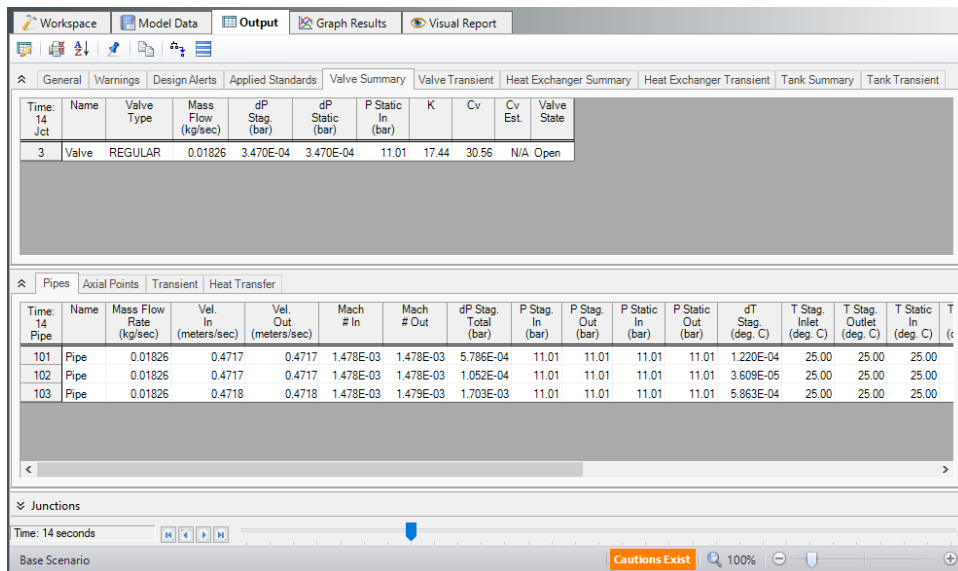 Workspace Model Data Output Graph Results Visual Report
General Warnings Design Alerts Applied Standards Valve Summary Valve Transient Heat Exchanger Summary Heat Exchanger Transient Tank Summary Tank Transient
Time: 14 Jct Name Valve Type Mass Flow (kg/sec) dP Stag. (bar) dP Static (bar) P Static In (bar) K Cv Cv Est. Valve State
3 Valve REGULAR 0.01826 3.470E-04 3.470E-04 11.01 17.44 30.56 N/A Open
Pipes Axial Points Transient Heat Transfer
Time: 14 Pipe Name Mass Flow Rate (kg/sec) Vel. In (meters/sec) Vel. Out (meters/sec) Mach # In Mach # Out dP Stag. Total (bar) P Stag. In (bar) P Stag. Out (bar) P Static In (bar) P Static Out (bar) dT Stag. (deg. C) T Stag. Inlet (deg. C) T Stag. Outlet (deg. C) T Static In (deg. C) T
101 Pipe 0.01826 0.4717 0.4717 1.478E-03 1.478E-03 5.786E-04 11.01 11.01 11.01 11.01 1.220E-04 25.00 25.00 25.00
102 Pipe 0.01826 0.4717 0.4717 1.478E-03 1.478E-03 1.052E-04 11.01 11.01 11.01 11.01 3.609E-05 25.00 25.00 25.00
103 Pipe 0.01826 0.4718 0.4718 1.478E-03 1.479E-03 1.703E-03 11.01 11.01 11.01 11.01 5.863E-04 25.00 25.00 25.00
Junctions
Time: 14 seconds
Base Scenario Cautions Exist 100%